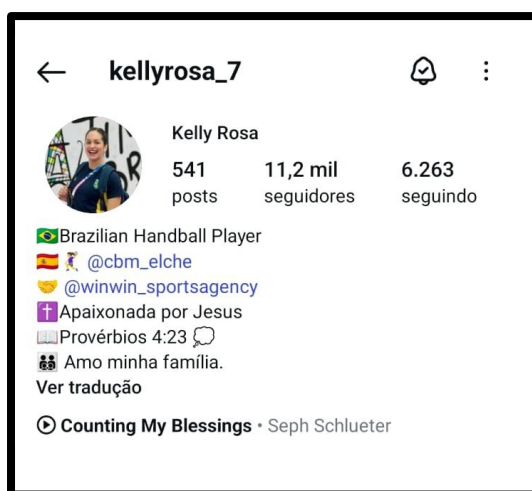 kellyrosa_7
Kelly Rosa
541 11,2 mil 6.263
posts seguidores seguindo
Brazilian Handball Player
@cbm_elche
@winwin_sportsagency
Apaixonada por Jesus
Provérbios 4:23
Amo minha família.
Ver tradução
Counting My Blessings • Seph Schlueter